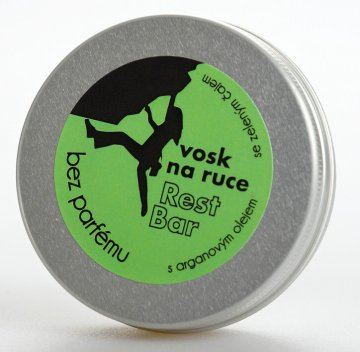 se zeleným čajem
vosk
na ruce
Rest
Bar
bez parfému
s arganovým olejem